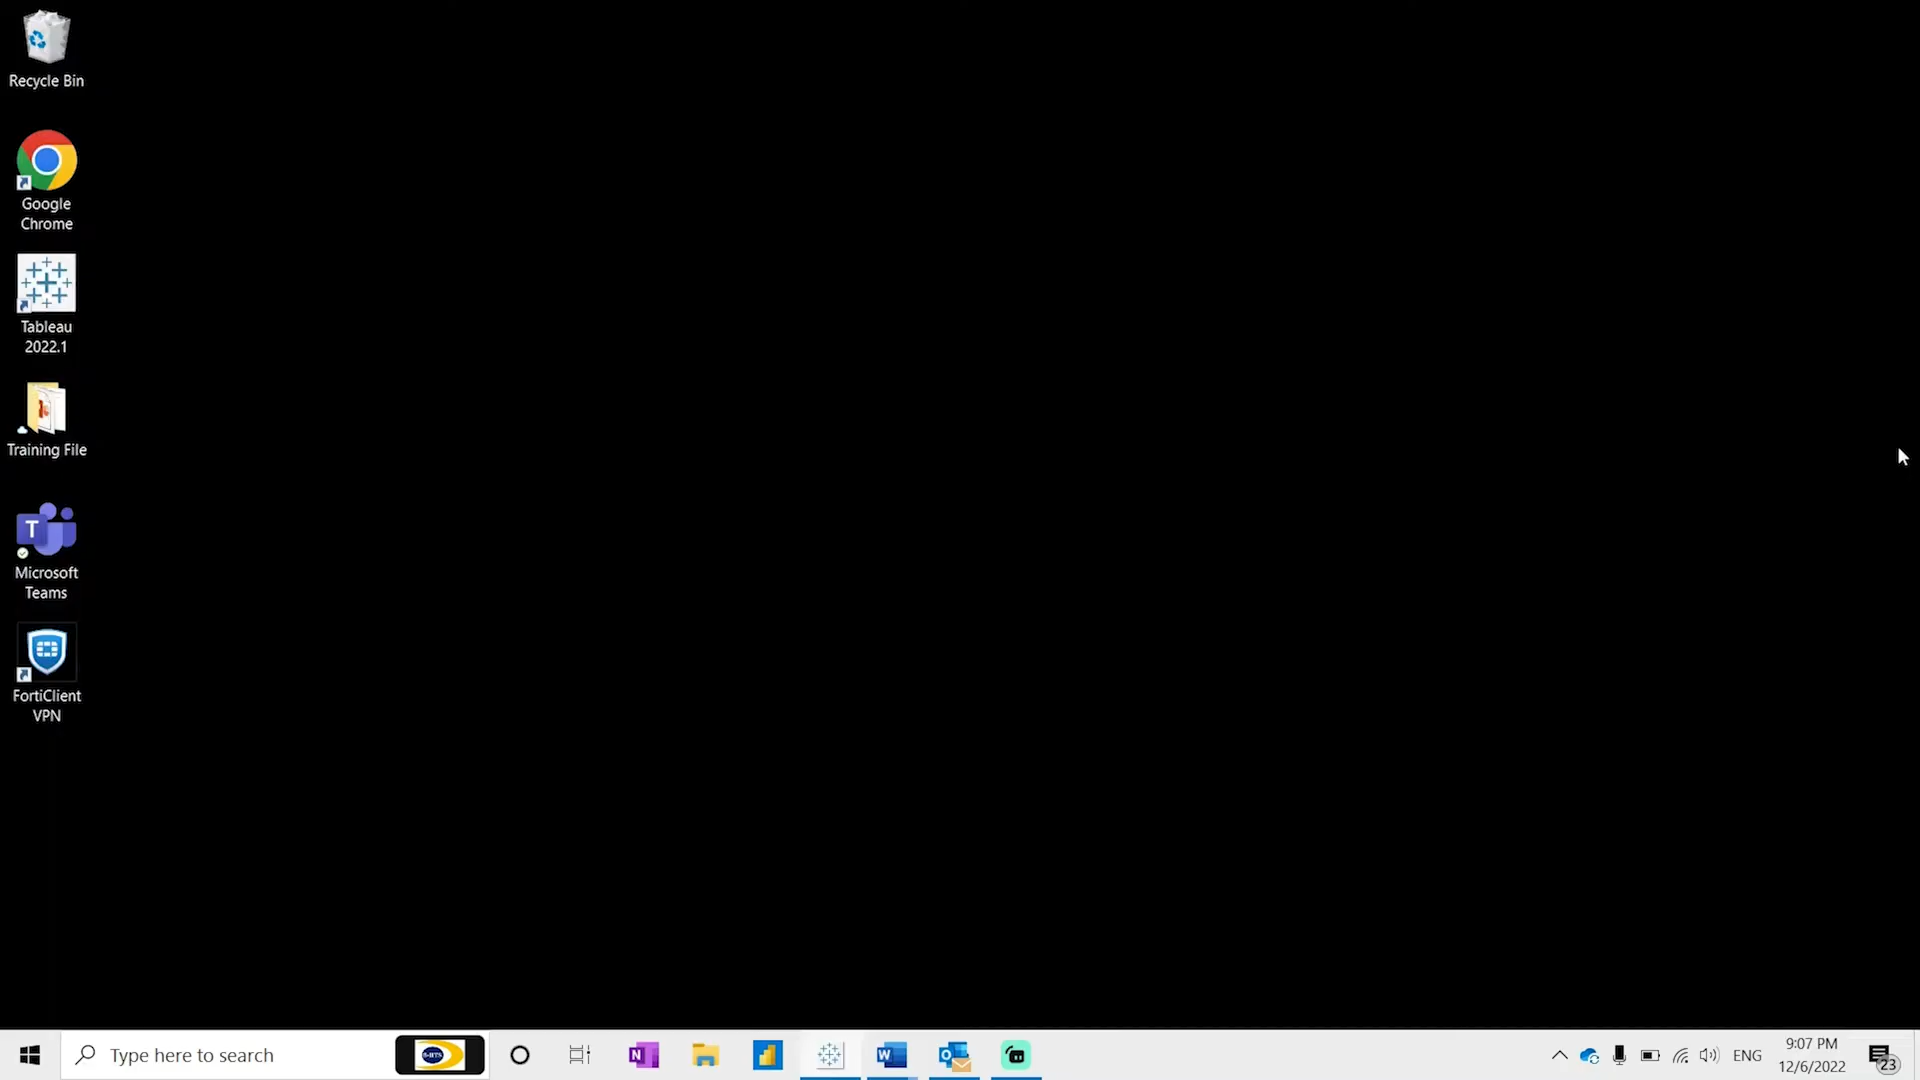 Recycle Bin
Google
Chrome
Tableau
2022.1
Training File
T
Microsoft
Teams
FortiClient
VPN
Type here to search
N
W
O
ENG
9:07 PM
12/6/2022
23